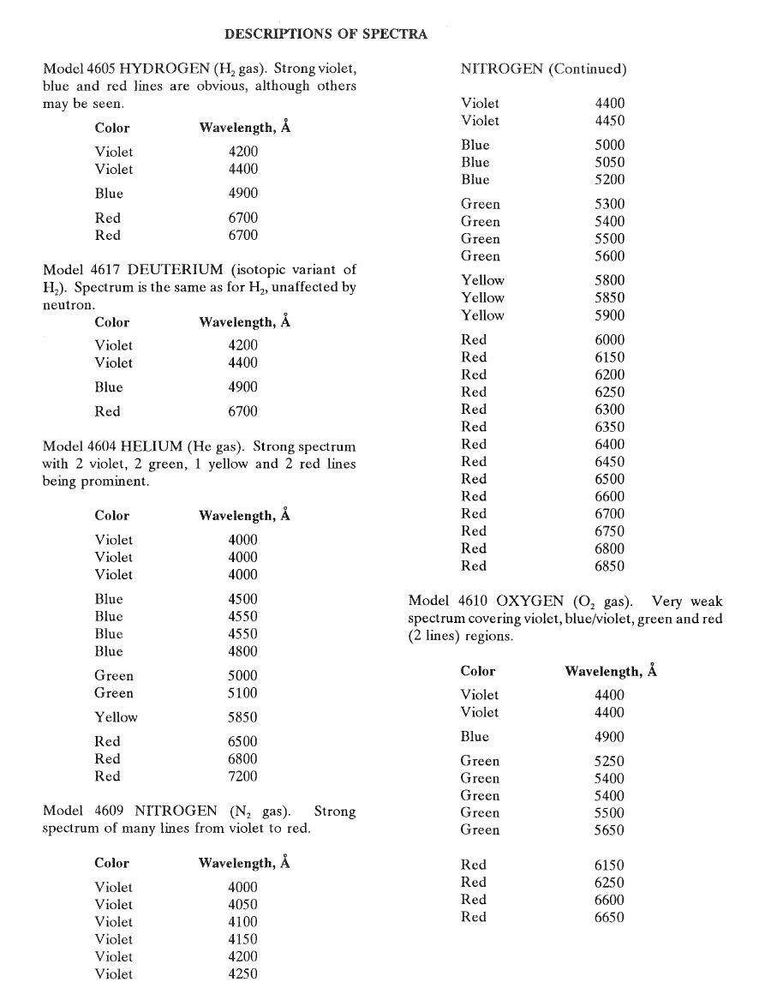 DESCRIPTIONS OF SPECTRA
Model 4605 HYDROGEN (H₂ gas). Strong violet,
blue and red lines are obvious, although others
may be seen.
Color Wavelength, Å
Violet 4200
Violet 4400
Blue 4900
Red 6700
Red 6700
Model 4617 DEUTERIUM (isotopic variant of
H₂). Spectrum is the same as for H₂, unaffected by
neutron.
Color Wavelength, Å
Violet 4200
Violet 4400
Blue 4900
Red 6700
Model 4604 HELIUM (He gas). Strong spectrum
with 2 violet, 2 green, 1 yellow and 2 red lines
being prominent.
Color Wavelength, Å
Violet 4000
Violet 4000
Violet 4000
Blue 4500
Blue 4550
Blue 4550
Blue 4800
Green 5000
Green 5100
Yellow 5850
Red 6500
Red 6800
Red 7200
Model 4609 NITROGEN (N₂ gas). Strong
spectrum of many lines from violet to red.
Color Wavelength, Å
Violet 4000
Violet 4050
Violet 4100
Violet 4150
Violet 4200
Violet 4250
NITROGEN (Continued)
Violet 4400
Violet 4450
Blue 5000
Blue 5050
Blue 5200
Green 5300
Green 5400
Green 5500
Green 5600
Yellow 5800
Yellow 5850
Yellow 5900
Red 6000
Red 6150
Red 6200
Red 6250
Red 6300
Red 6350
Red 6400
Red 6450
Red 6500
Red 6600
Red 6700
Red 6750
Red 6800
Red 6850
Model 4610 OXYGEN (O₂ gas). Very weak
spectrum covering violet, blue/violet, green and red
(2 lines) regions.
Color Wavelength, Å
Violet 4400
Violet 4400
Blue 4900
Green 5250
Green 5400
Green 5400
Green 5500
Green 5650
Red 6150
Red 6250
Red 6600
Red 6650